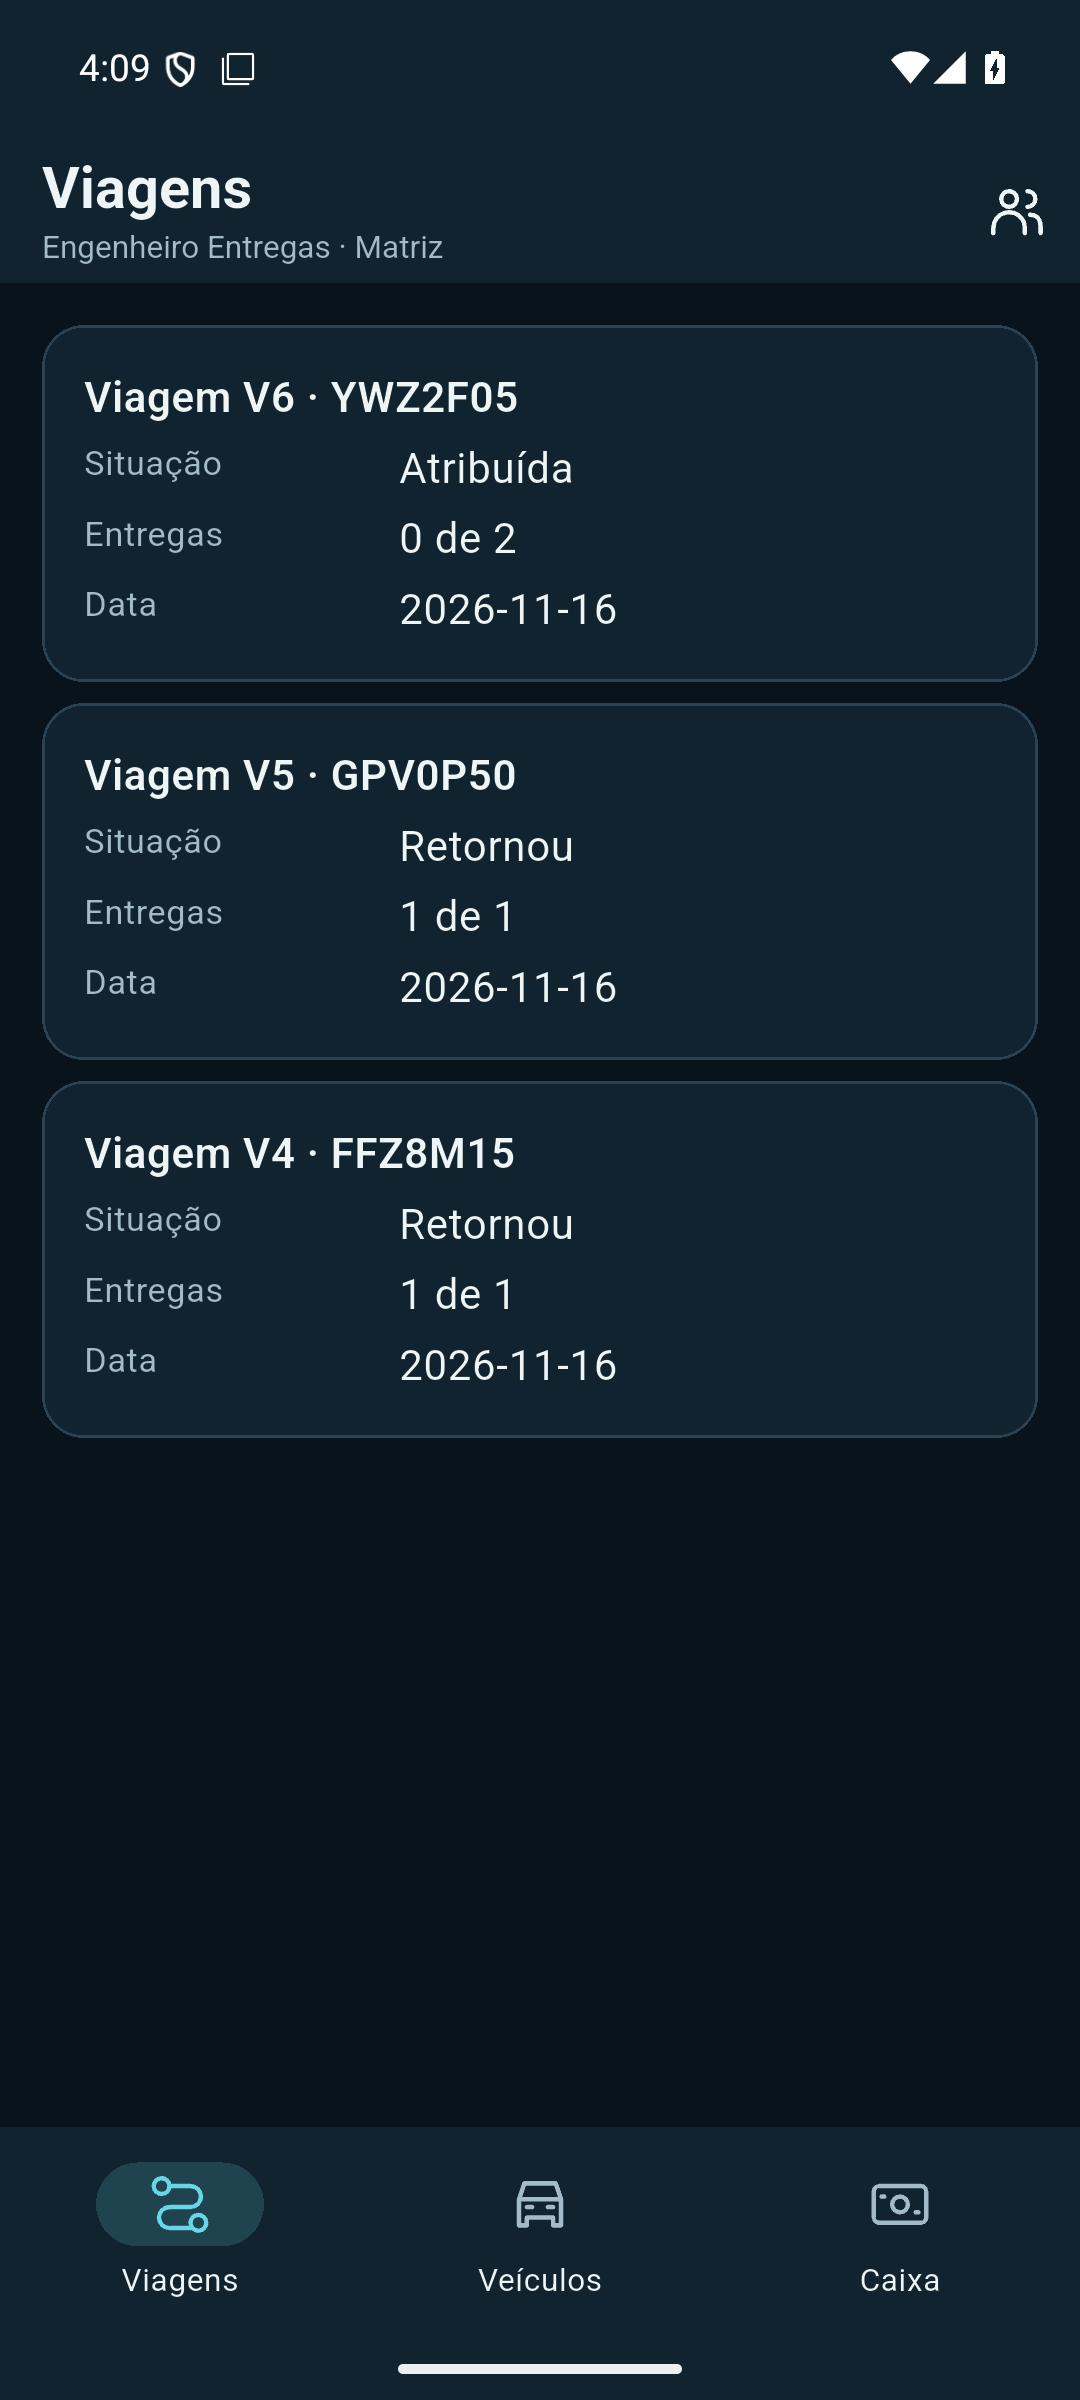 4:09
Viagens
Engenheiro Entregas · Matriz
Viagem V6 · YWZ2F05
Situação Atribuída
Entregas 0 de 2
Data 2026-11-16
Viagem V5 · GPV0P50
Situação Retornou
Entregas 1 de 1
Data 2026-11-16
Viagem V4 · FFZ8M15
Situação Retornou
Entregas 1 de 1
Data 2026-11-16
Viagens Veículos Caixa